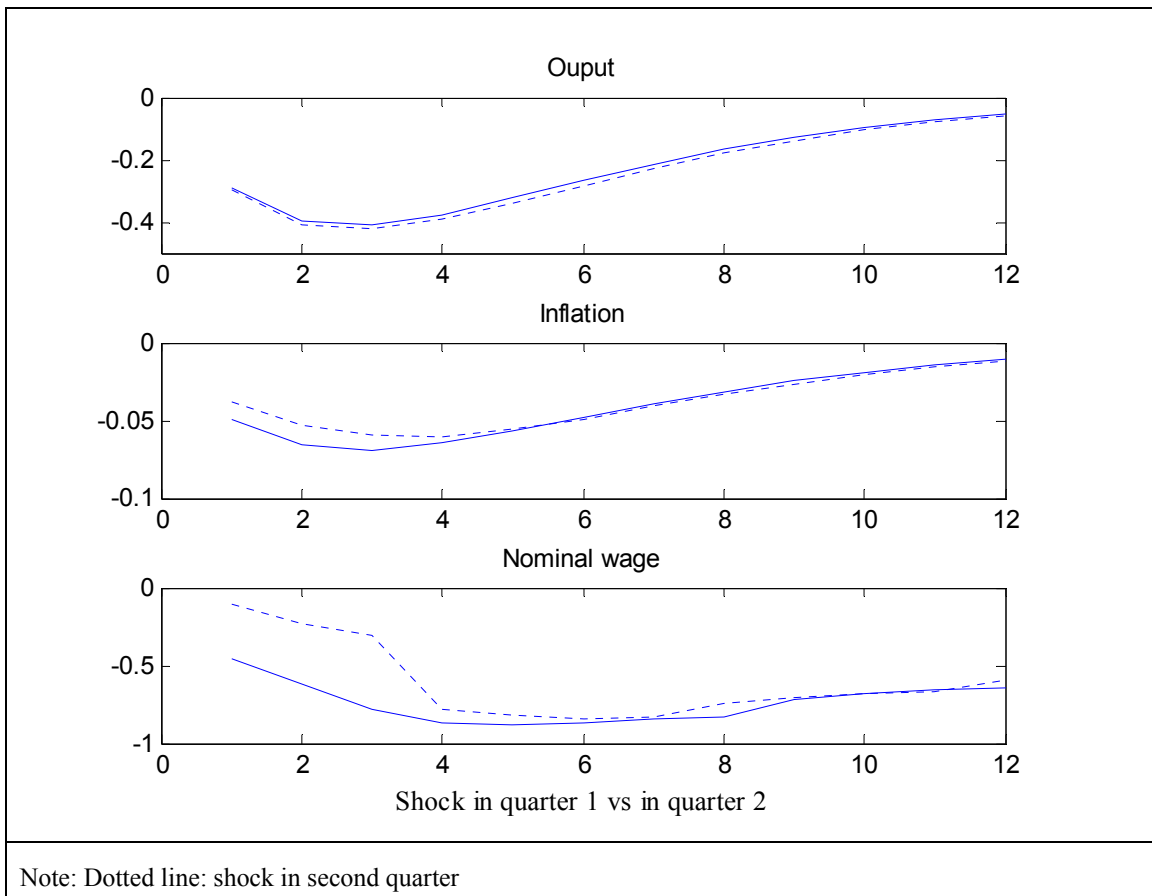 Ouput
0
-0.2
-0.4
0 2 4 6 8 10 12
Inflation
0
-0.05
-0.1
0 2 4 6 8 10 12
Nominal wage
0
-0.5
-1
0 2 4 6 8 10 12
Shock in quarter 1 vs in quarter 2
Note: Dotted line: shock in second quarter